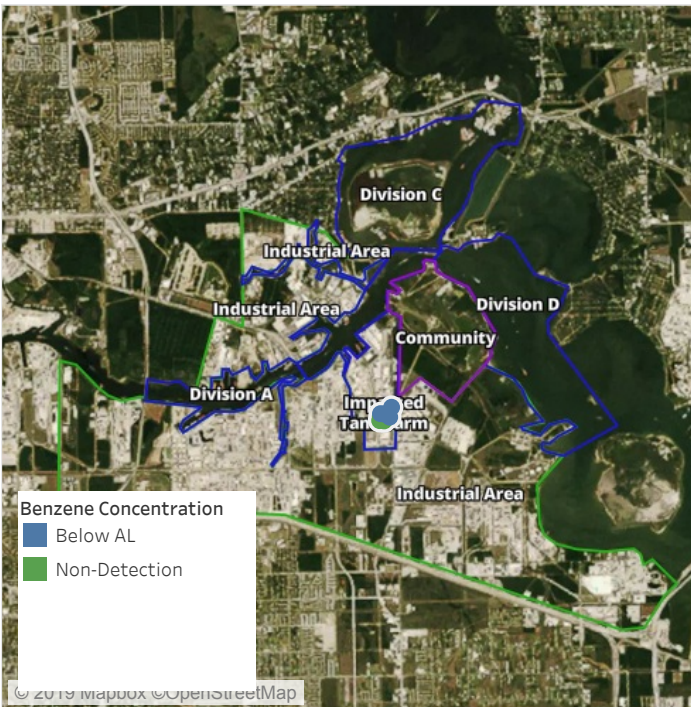 Division C
Industrial Area
Division D
Industrial Area
Community
Division A
Farm
Industrial Area
Benzene Concentration
Below AL
Non-Detection
© 2019 Mapbox ©OpenStreetMap